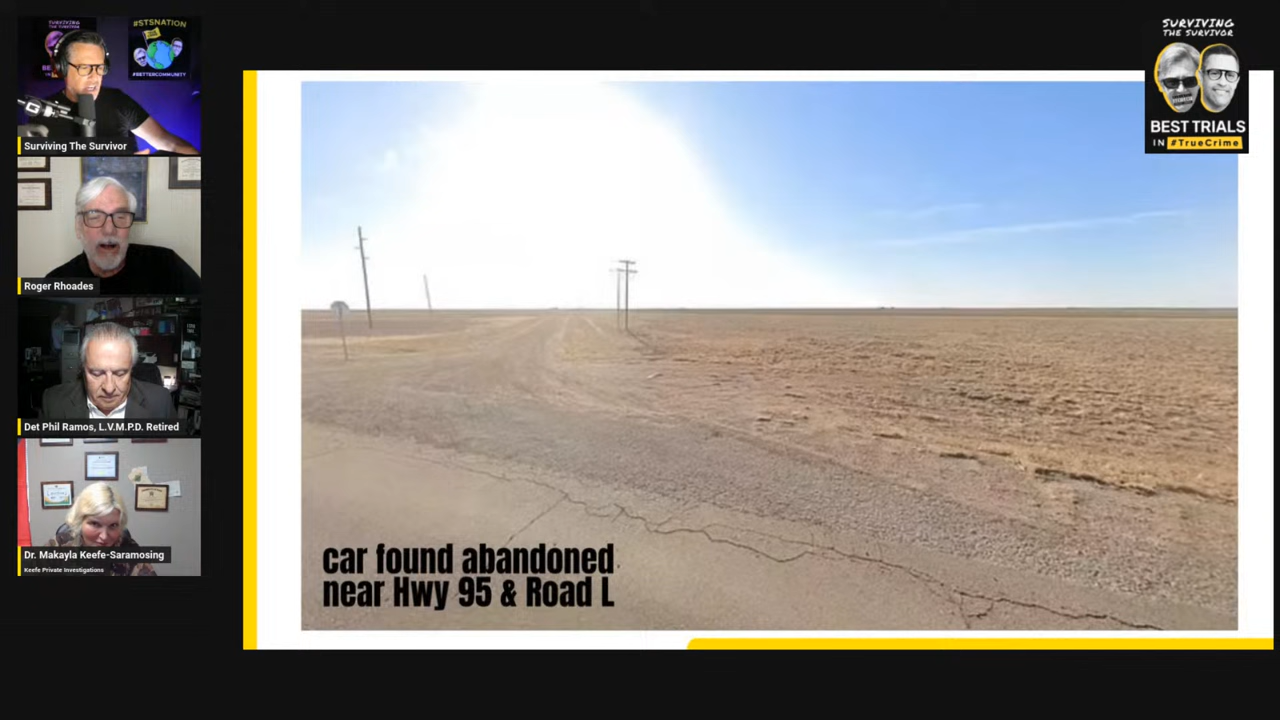 SURVIVING
THE SURVIVOR
#STSNATION
#BETTERCOMMUNITY
Surviving The Survivor
Roger Rhoades
Det Phil Ramos, L.V.M.P.D. Retired
Dr. Makayla Keefe-Saramosing
Keefe Private Investigations
car found abandoned
near Hwy 95 & Road L
SURVIVING
THE SURVIVOR
BEST TRIALS
IN #TrueCrime